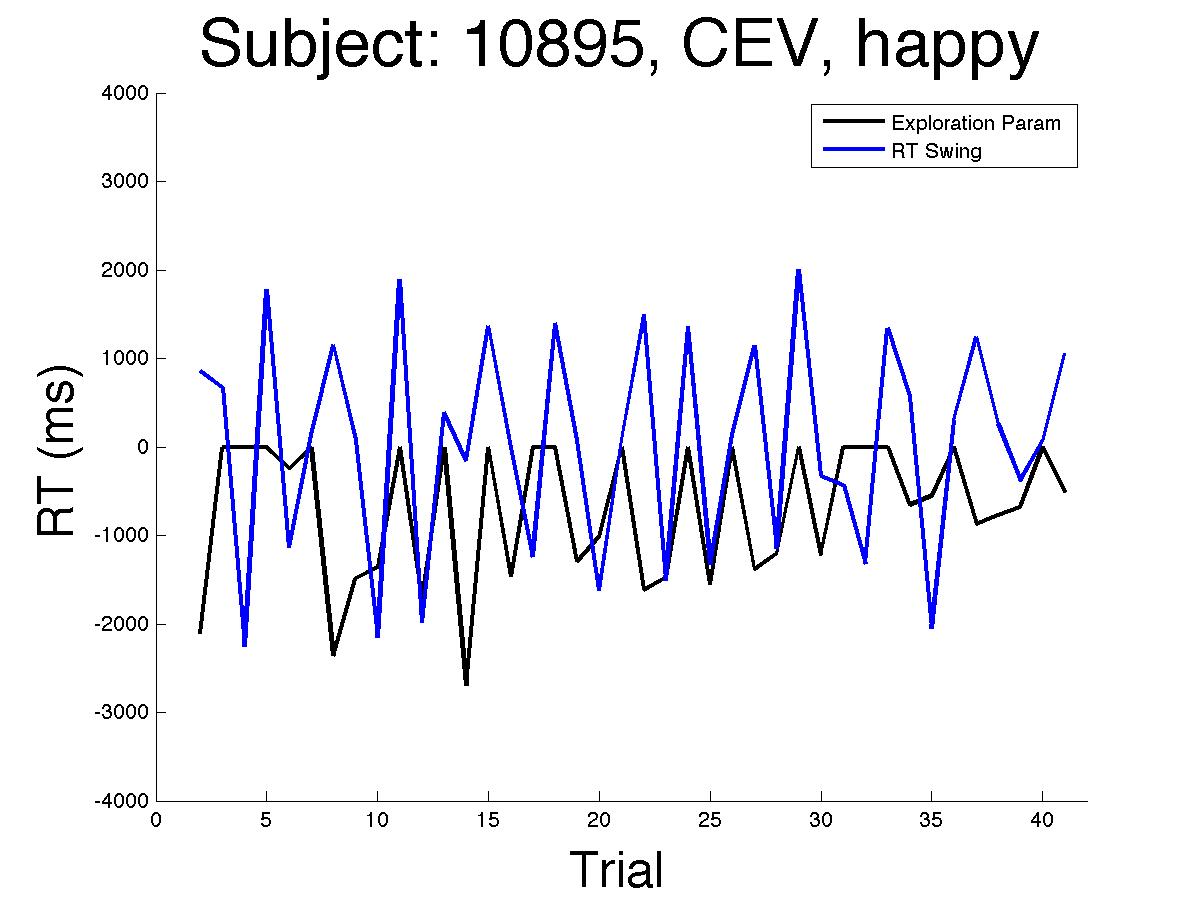 Subject: 10895, CEV, happy
4000
3000
2000
1000
0
-1000
-2000
-3000
-4000
RT (ms)
Exploration Param
RT Swing
0 5 10 15 20 25 30 35 40
Trial